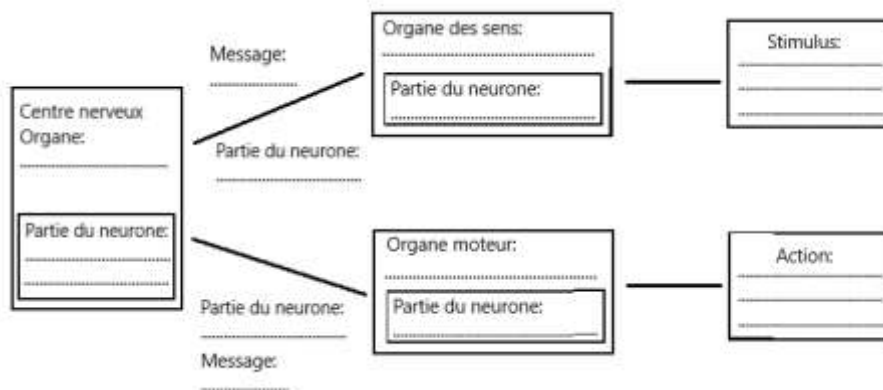 Organe des sens:
Partie du neurone:
Stimulus:
Message:
Partie du neurone:
Centre nerveux
Organe:
Partie du neurone:
Organe moteur:
Partie du neurone:
Action:
Partie du neurone:
Message: